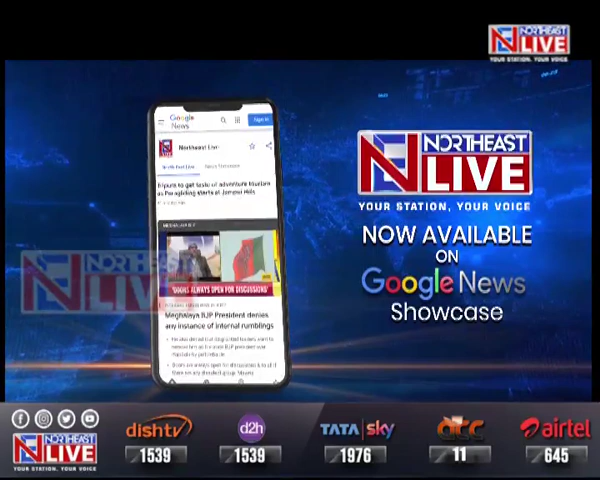 NORTHEAST
LIVE
YOUR STATION, YOUR VOICE
Google
News
Sign in
Northeast Live
Tripura to get taste of adventure tourism
as Paragliding starts at Jampui Hills
'DOORS ALWAYS OPEN FOR DISCUSSIONS'
Meghalaya BJP President denies
any instance of internal rumblings
NORTHEAST
LIVE
YOUR STATION, YOUR VOICE
NOW AVAILABLE
ON
Google News
Showcase
NORTHEAST
LIVE
NORTHEAST
LIVE
YOUR STATION, YOUR VOICE
dishtv
1539
d2h
1539
TATA sky
1976
11
airtel
645